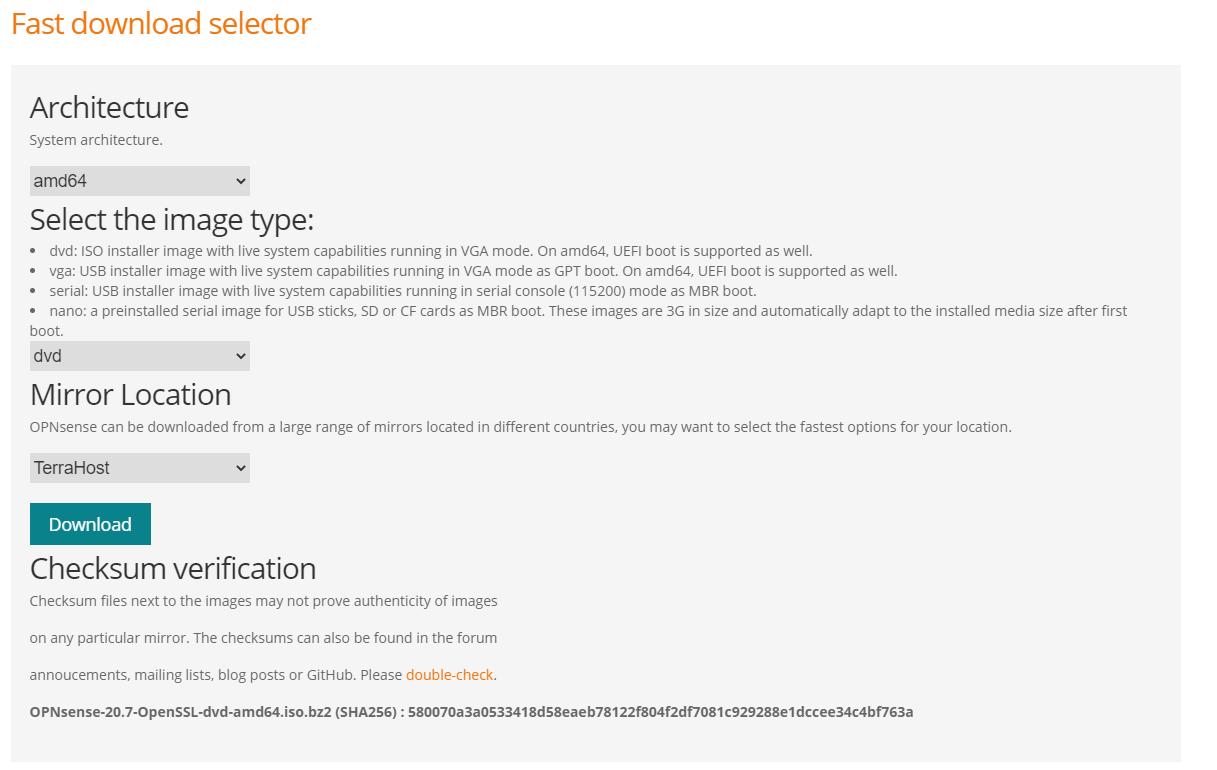 Fast download selector
Architecture
System architecture.
amd64
Select the image type:
• dvd: ISO installer image with live system capabilities running in VGA mode. On amd64, UEFI boot is supported as well.
• vga: USB installer image with live system capabilities running in VGA mode as GPT boot. On amd64, UEFI boot is supported as well.
• serial: USB installer image with live system capabilities running in serial console (115200) mode as MBR boot.
• nano: a preinstalled serial image for USB sticks, SD or CF cards as MBR boot. These images are 3G in size and automatically adapt to the installed media size after first
boot.
dvd
Mirror Location
OPNsense can be downloaded from a large range of mirrors located in different countries, you may want to select the fastest options for your location.
TerraHost
Download
Checksum verification
Checksum files next to the images may not prove authenticity of images
on any particular mirror. The checksums can also be found in the forum
annoucements, mailing lists, blog posts or GitHub. Please double-check.
OPNsense-20.7-OpenSSL-dvd-amd64.iso.bz2 (SHA256) : 580070a3a0533418d58eaeb78122f804f2df7081c929288e1dccee34c4bf763a